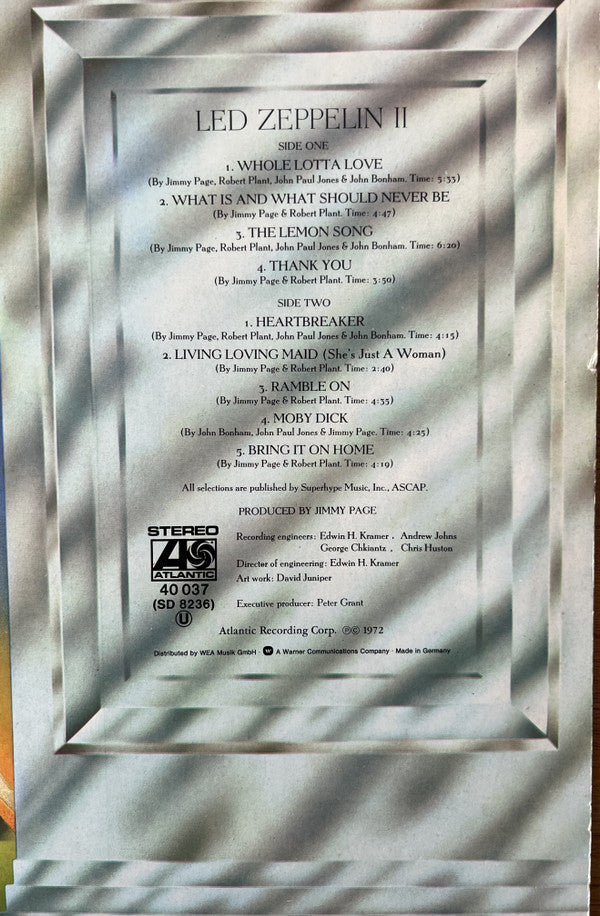 LED ZEPPELIN II
SIDE ONE
1. WHOLE LOTTA LOVE
(By Jimmy Page, Robert Plant, John Paul Jones & John Bonham. Time: 5:33)
2. WHAT IS AND WHAT SHOULD NEVER BE
(By Jimmy Page & Robert Plant. Time: 4:47)
3. THE LEMON SONG
(By Jimmy Page, Robert Plant, John Paul Jones & John Bonham. Time: 6:20)
4. THANK YOU
(By Jimmy Page & Robert Plant. Time: 3:50)
SIDE TWO
1. HEARTBREAKER
(By Jimmy Page, Robert Plant, John Paul Jones & John Bonham. Time: 4:15)
2. LIVING LOVING MAID (She's Just A Woman)
(By Jimmy Page & Robert Plant. Time: 2:40)
3. RAMBLE ON
(By Jimmy Page & Robert Plant. Time: 4:33)
4. MOBY DICK
(By John Bonham, John Paul Jones & Jimmy Page. Time: 4:25)
5. BRING IT ON HOME
(By Jimmy Page & Robert Plant. Time: 4:19)
All selections are published by Superhype Music, Inc., ASCAP.
PRODUCED BY JIMMY PAGE
Recording engineers: Edwin H. Kramer . Andrew Johns
George Chkiantz . Chris Huston
Director of engineering: Edwin H. Kramer
Art work: David Juniper
Executive producer: Peter Grant
STEREO
ATLANTIC
40 037
(SD 8236)
U
Atlantic Recording Corp. ℗© 1972
Distributed by WEA Musik GmbH · W A Warner Communications Company · Made in Germany